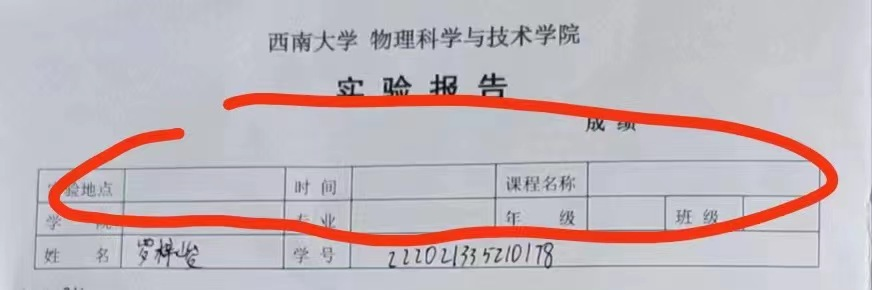 西南大学 物理科学与技术学院
实验报告
成绩
实验地点 时间 课程名称
学院 专业 年级 班级
姓名 罗梓 学号 222021335210178